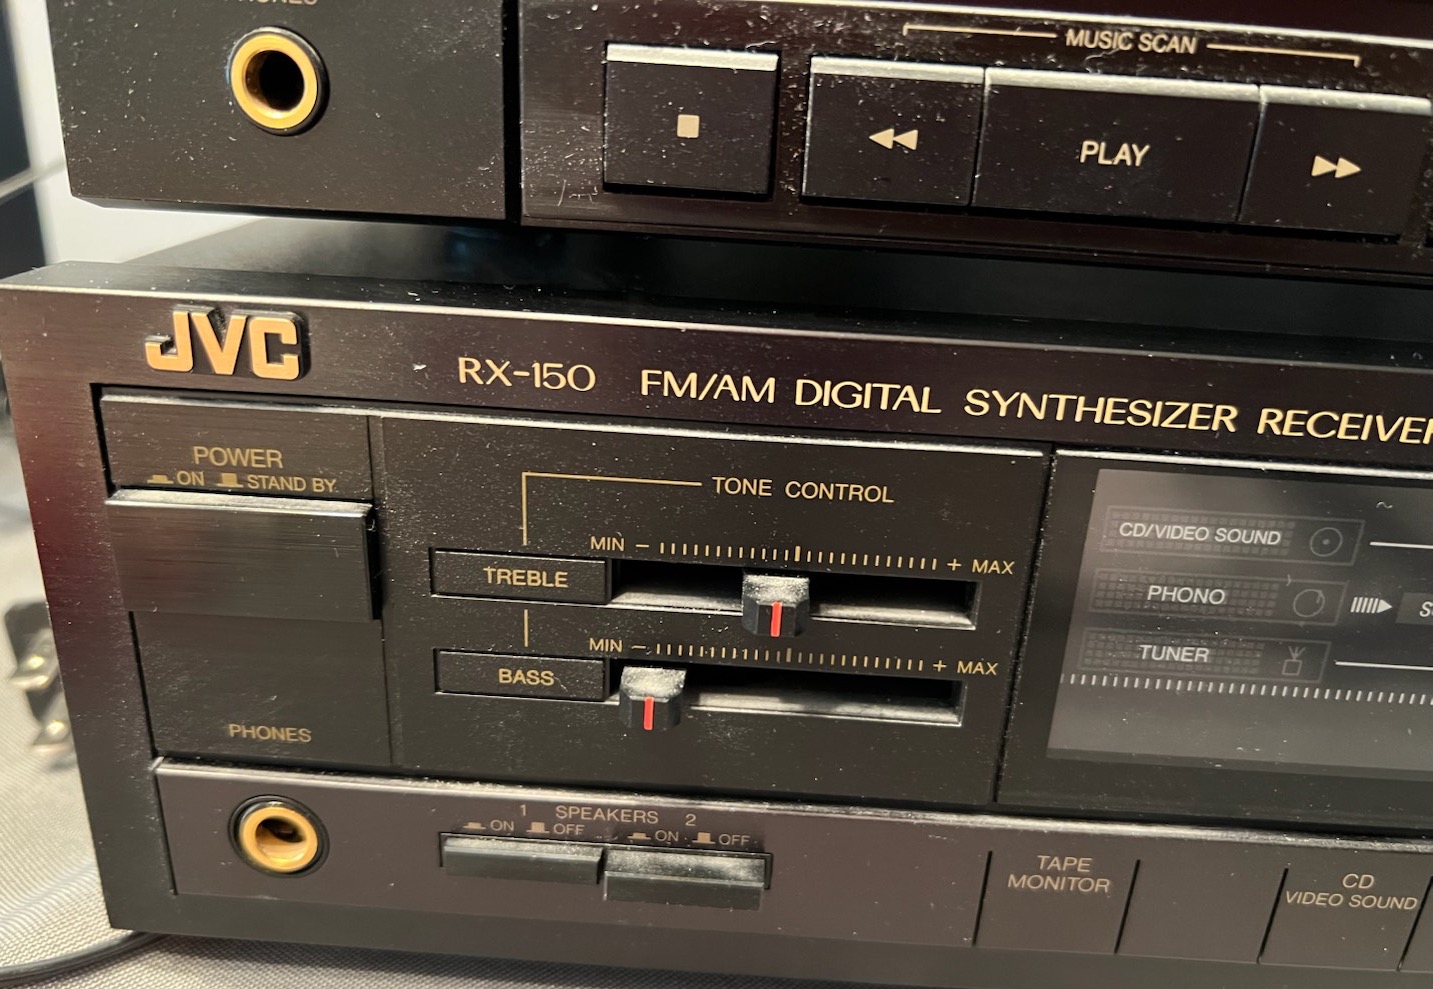 MUSIC SCAN
PLAY
JVC
RX-150 FM/AM DIGITAL SYNTHESIZER
POWER
ON STAND BY
TONE CONTROL
MIN − + MAX
TREBLE
MIN − + MAX
BASS
CD/VIDEO SOUND
PHONO
TUNER
PHONES
1 SPEAKERS 2
ON OFF ON OFF
TAPE
MONITOR
CD
VIDEO SOUND